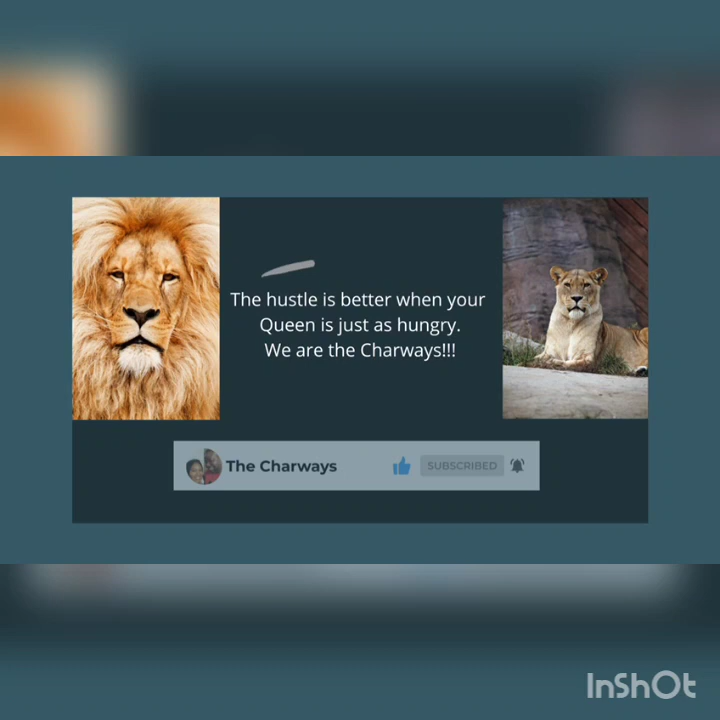 The hustle is better when your
Queen is just as hungry.
We are the Charways!!!
The Charways
SUBSCRIBED
InShOt